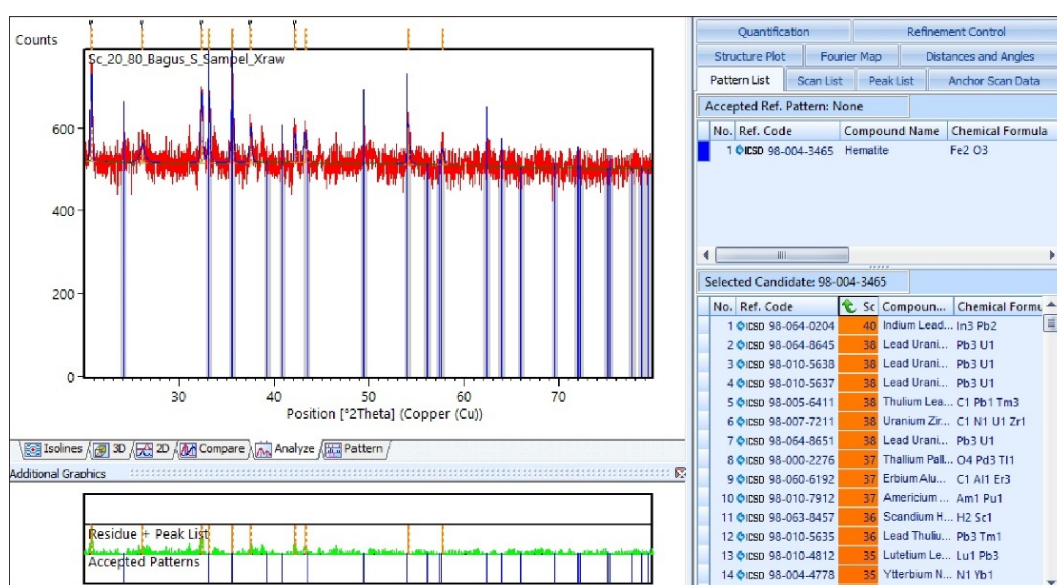 Counts
Sc_20_80_Bagus_S_Sampel_Xraw
600
400
200
0
30
40
50
60
70
Position [°2Theta] (Copper (Cu))
Isolines
3D
2D
Compare
Analyze
Pattern
Additional Graphics
Residue + Peak List
Accepted Patterns
Quantification
Refinement Control
Structure Plot
Fourier Map
Distances and Angles
Pattern List
Scan List
Peak List
Anchor Scan Data
Accepted Ref. Pattern: None
No. Ref. Code Compound Name Chemical Formula
1 ICSD 98-004-3465 Hematite Fe2 O3
Selected Candidate: 98-004-3465
No. Ref. Code Sc Compoun... Chemical Formu
1 ICSD 98-064-0204 40 Indium Lead... In3 Pb2
2 ICSD 98-064-8645 38 Lead Urani... Pb3 U1
3 ICSD 98-010-5638 38 Lead Urani... Pb3 U1
4 ICSD 98-010-5637 38 Lead Urani... Pb3 U1
5 ICSD 98-005-6411 38 Thulium Lea... C1 Pb1 Tm3
6 ICSD 98-007-7211 38 Uranium Zir... C1 N1 U1 Zr1
7 ICSD 98-064-8651 38 Lead Urani... Pb3 U1
8 ICSD 98-000-2276 37 Thallium Pall... O4 Pd3 Tl1
9 ICSD 98-060-6192 37 Erbium Alu... C1 Al1 Er3
10 ICSD 98-010-7912 37 Americium ... Am1 Pu1
11 ICSD 98-063-8457 36 Scandium H... H2 Sc1
12 ICSD 98-010-5635 36 Lead Thuliu... Pb3 Tm1
13 ICSD 98-010-4812 35 Lutetium Le... Lu1 Pb3
14 ICSD 98-004-4778 35 Ytterbium N... N1 Yb1